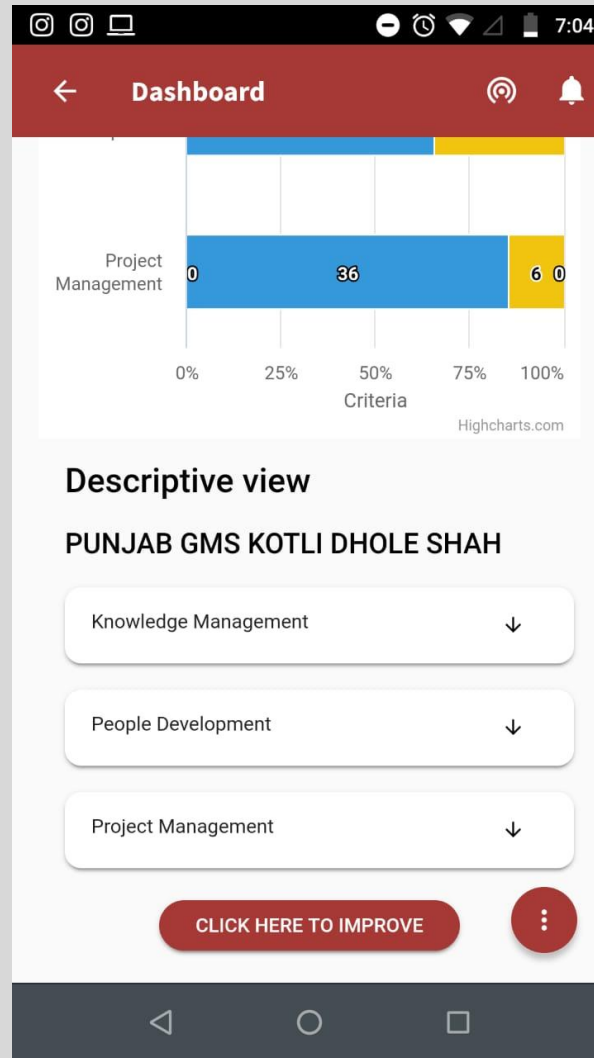 7:04
Dashboard
Project
Management
0 36 6 0
0% 25% 50% 75% 100%
Criteria
Highcharts.com
Descriptive view
PUNJAB GMS KOTLI DHOLE SHAH
Knowledge Management
People Development
Project Management
CLICK HERE TO IMPROVE